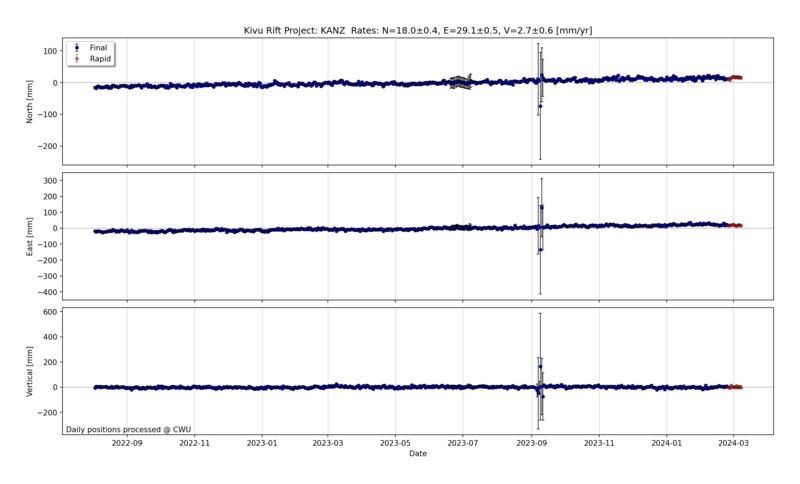 Kivu Rift Project: KANZ Rates: N=18.0±0.4, E=29.1±0.5, V=2.7±0.6 [mm/yr]
Final
Rapid
100
0
−100
−200
North [mm]
300
200
100
0
−100
−200
−300
−400
East [mm]
600
400
200
0
−200
Vertical [mm]
Daily positions processed @ CWU
2022-09 2022-11 2023-01 2023-03 2023-05 2023-07 2023-09 2023-11 2024-01 2024-03
Date